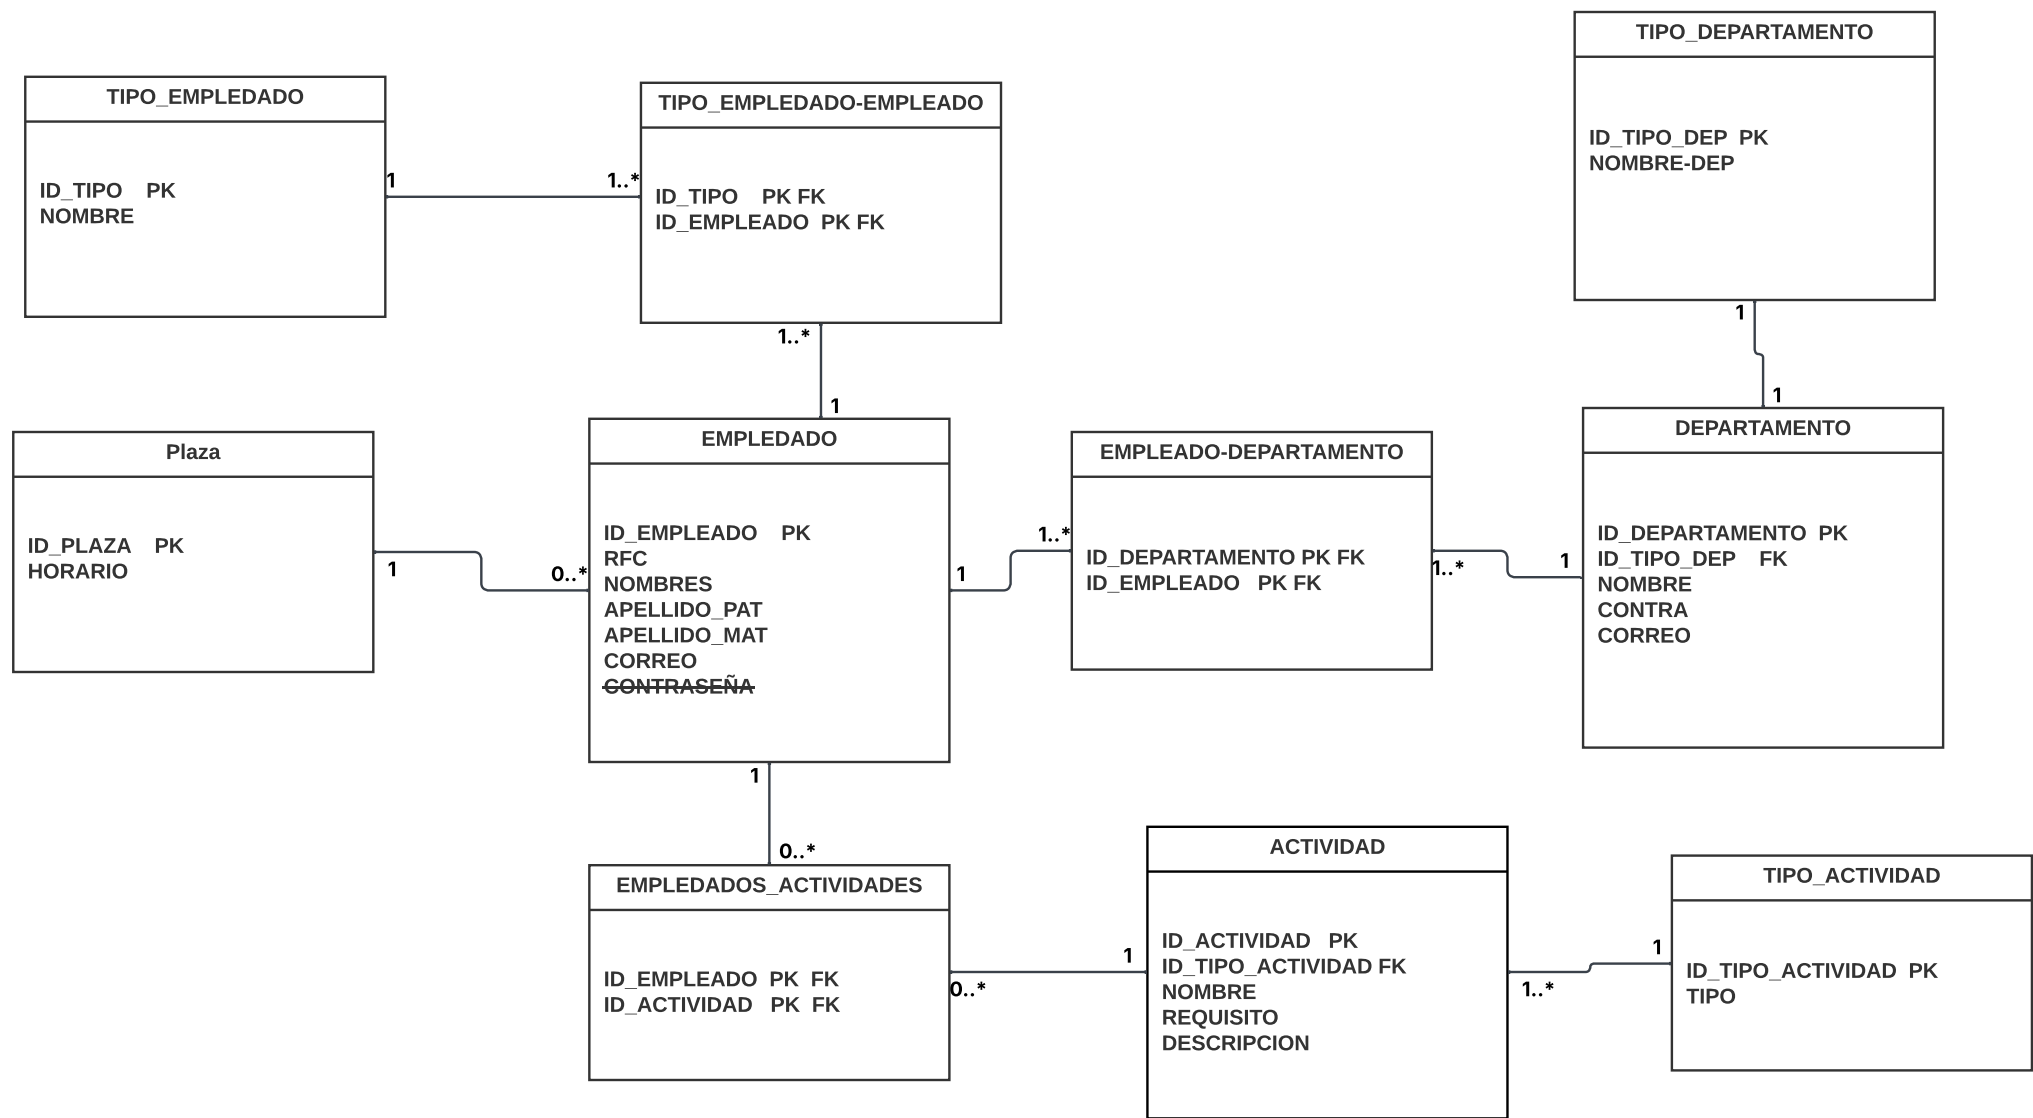 TIPO_DEPARTAMENTO
ID_TIPO_DEP PK
NOMBRE-DEP
TIPO_EMPLEDADO
ID_TIPO PK
NOMBRE
1
1..*
TIPO_EMPLEDADO-EMPLEADO
ID_TIPO PK FK
ID_EMPLEADO PK FK
1..*
1
1
1
Plaza
ID_PLAZA PK
HORARIO
1
0..*
EMPLEDADO
ID_EMPLEADO PK
RFC
NOMBRES
APELLIDO_PAT
APELLIDO_MAT
CORREO
CONTRASEÑA
1
1..*
EMPLEADO-DEPARTAMENTO
ID_DEPARTAMENTO PK FK
ID_EMPLEADO PK FK
1..*
1
DEPARTAMENTO
ID_DEPARTAMENTO PK
ID_TIPO_DEP FK
NOMBRE
CONTRA
CORREO
1
0..*
EMPLEDADOS_ACTIVIDADES
ID_EMPLEADO PK FK
ID_ACTIVIDAD PK FK
0..*
1
ACTIVIDAD
ID_ACTIVIDAD PK
ID_TIPO_ACTIVIDAD FK
NOMBRE
REQUISITO
DESCRIPCION
1..*
1
TIPO_ACTIVIDAD
ID_TIPO_ACTIVIDAD PK
TIPO